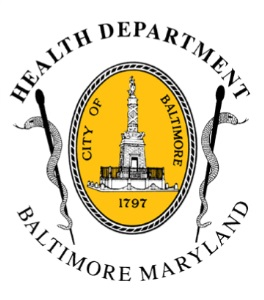 HEALTH DEPARTMENT
CITY OF
BALTIMORE
1797
BALTIMORE MARYLAND